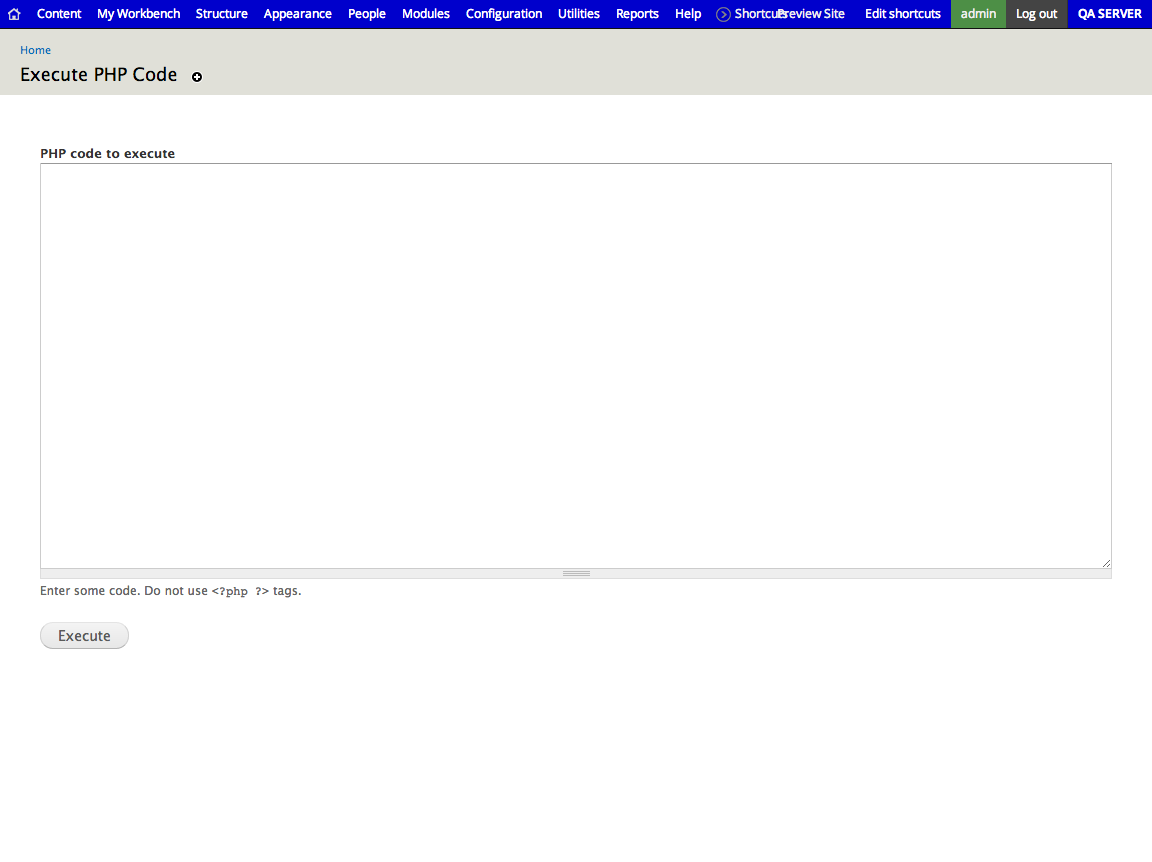 Content My Workbench Structure Appearance People Modules Configuration Utilities Reports Help Shortcuts Preview Site Edit shortcuts admin Log out QA SERVER
Home
Execute PHP Code
PHP code to execute
Enter some code. Do not use <?php ?> tags.
Execute